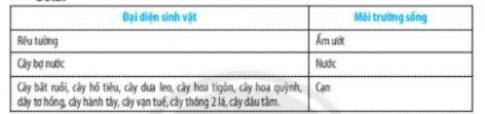 Đại diện sinh vật Môi trường sống
Rêu tường Ẩm ướt
Cây bợ nước Nước
Cây bắt ruồi, cây hồ tiêu, cây dưa leo, cây hoa tigôn, cây hoa quỳnh, Cạn
dây tơ hồng, cây hành tây, cây vạn tuế, cây thông 2 lá, cây dâu tằm.